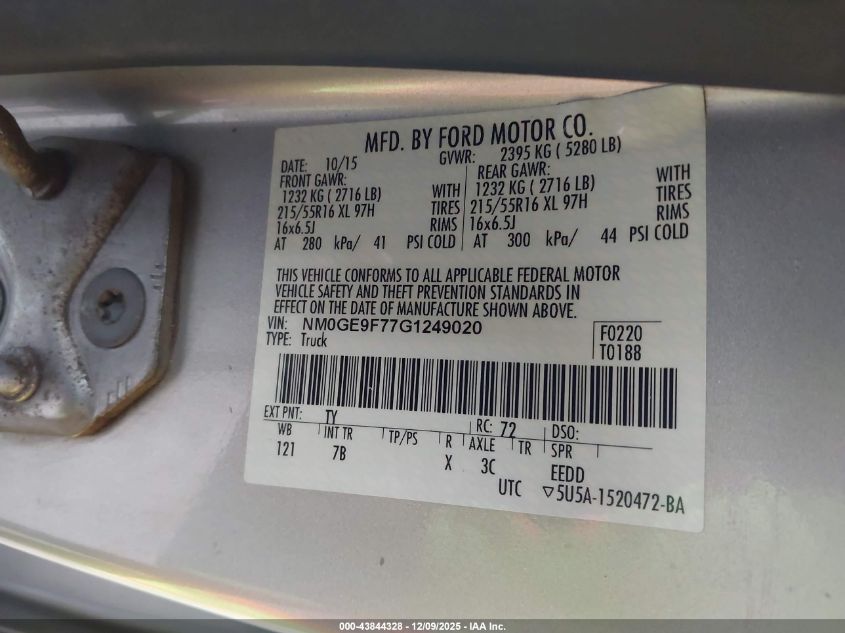 MFD. BY FORD MOTOR CO.
DATE: 10/15 GVWR: 2395 KG ( 5280 LB)
FRONT GAWR: REAR GAWR:
1232 KG ( 2716 LB) WITH 1232 KG ( 2716 LB) WITH
215/55R16 XL 97H TIRES 215/55R16 XL 97H TIRES
16x6.5J RIMS 16x6.5J RIMS
AT 280 kPa/ 41 PSI COLD AT 300 kPa/ 44 PSI COLD
THIS VEHICLE CONFORMS TO ALL APPLICABLE FEDERAL MOTOR
VEHICLE SAFETY AND THEFT PREVENTION STANDARDS IN
EFFECT ON THE DATE OF MANUFACTURE SHOWN ABOVE.
VIN: NM0GE9F77G1249020 F0220
TYPE: Truck T0188
EXT PNT: TY RC: 72 DSO:
WB INT TR TP/PS R AXLE TR SPR
121 7B X 3C EEDD
UTC ▽5U5A-1520472-BA
000-43844328 - 12/09/2025 - IAA Inc.